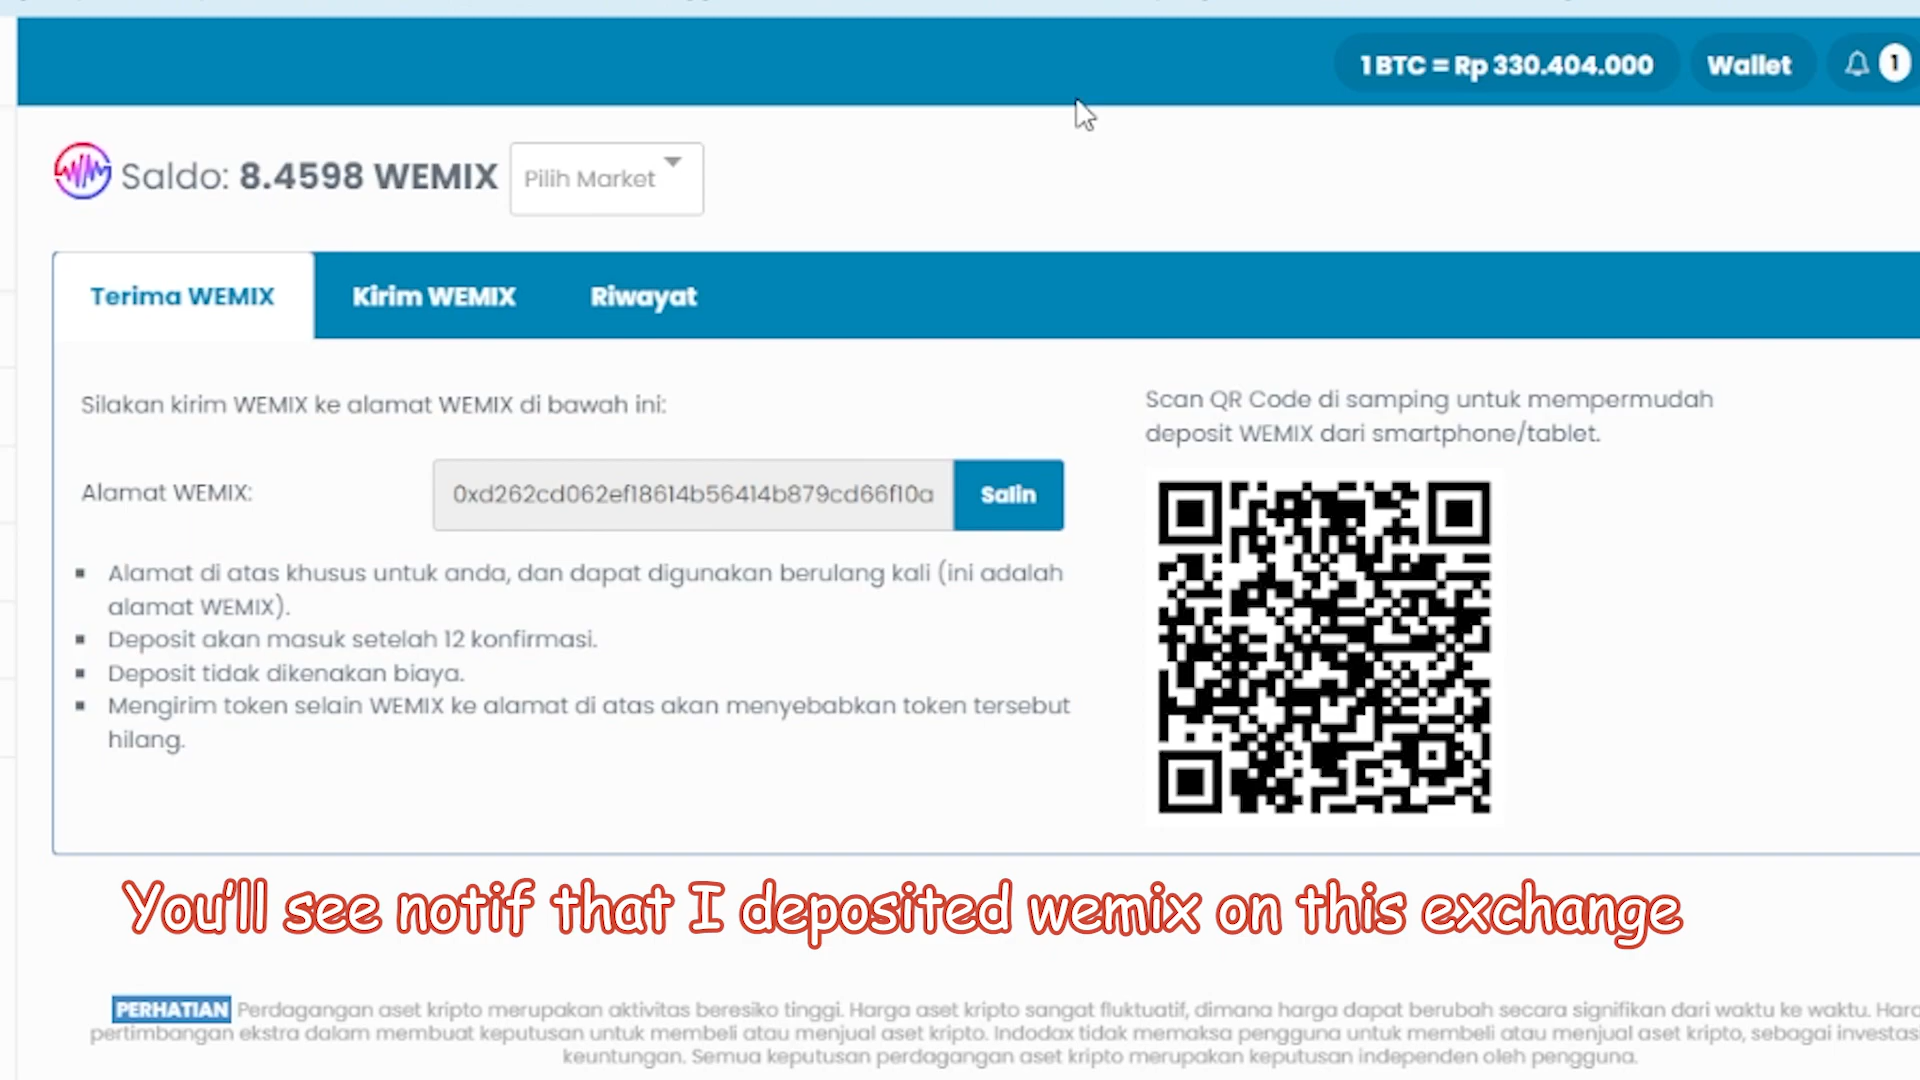 1 BTC = Rp 330.404.000
Wallet
1
Saldo: 8.4598 WEMIX
Pilih Market
Terima WEMIX
Kirim WEMIX
Riwayat
Silakan kirim WEMIX ke alamat WEMIX di bawah ini:
Scan QR Code di samping untuk mempermudah
deposit WEMIX dari smartphone/tablet.
Alamat WEMIX:
0xd262cd062ef18614b56414b879cd66f10a
Salin
Alamat di atas khusus untuk anda, dan dapat digunakan berulang kali (ini adalah
alamat WEMIX).
Deposit akan masuk setelah 12 konfirmasi.
Deposit tidak dikenakan biaya.
Mengirim token selain WEMIX ke alamat di atas akan menyebabkan token tersebut
hilang.
You'll see notif that I deposited wemix on this exchange
PERHATIAN Perdagangan aset kripto merupakan aktivitas beresiko tinggi. Harga aset kripto sangat fluktuatif, dimana harga dapat berubah secara signifikan dari waktu ke waktu. Harg
pertimbangan ekstra dalam membuat keputusan untuk membeli atau menjual aset kripto. Indodax tidak memaksa pengguna untuk membeli atau menjual aset kripto, sebagai investas
keuntungan. Semua keputusan perdagangan aset kripto merupakan keputusan independen oleh pengguna.